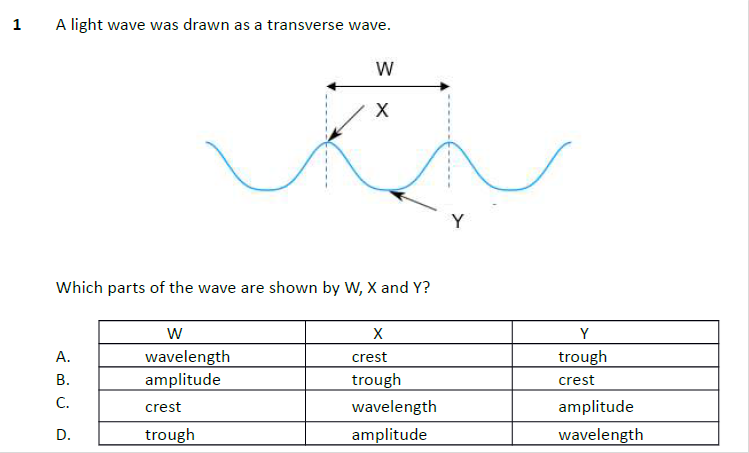 1 A light wave was drawn as a transverse wave.
W
X
Y
Which parts of the wave are shown by W, X and Y?
W X Y
A. wavelength crest trough
B. amplitude trough crest
C. crest wavelength amplitude
D. trough amplitude wavelength